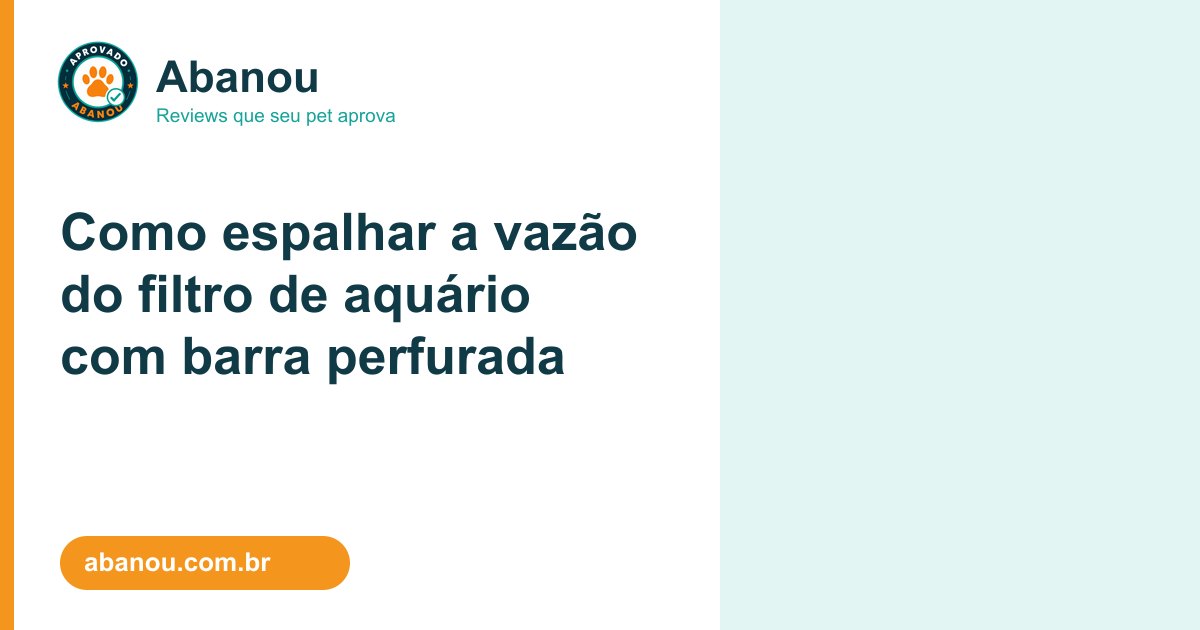 APROVADO
ABANOU
Abanou
Reviews que seu pet aprova
Como espalhar a vazão
do filtro de aquário
com barra perfurada
abanou.com.br